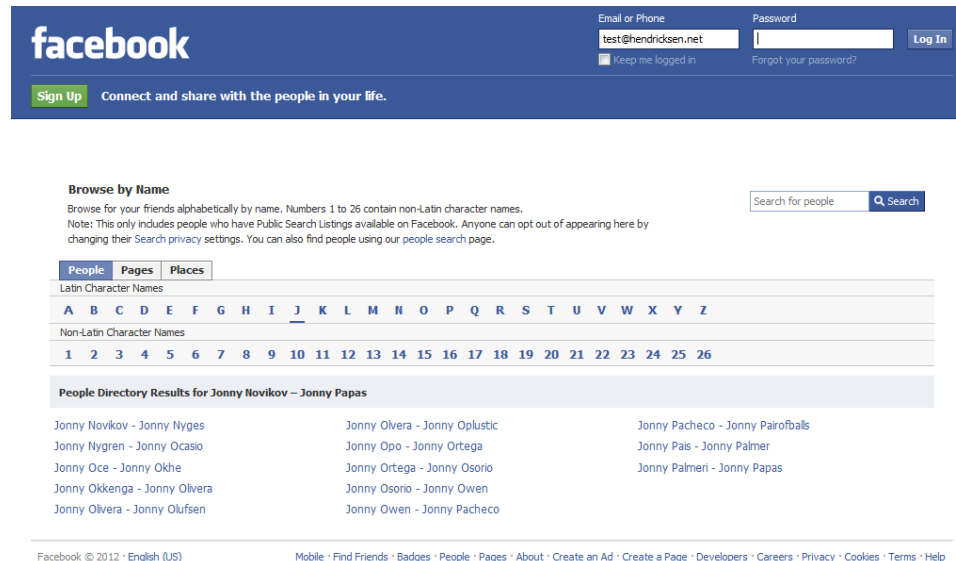 facebook
Email or Phone
Password
test@hendricksen.net
Log In
Keep me logged in
Forgot your password?
Sign Up
Connect and share with the people in your life.
Browse by Name
Browse for your friends alphabetically by name. Numbers 1 to 26 contain non-Latin character names.
Note: This only includes people who have Public Search Listings available on Facebook. Anyone can opt out of appearing here by
changing their Search privacy settings. You can also find people using our people search page.
Search for people
Search
People Pages Places
Latin Character Names
A B C D E F G H I J K L M N O P Q R S T U V W X Y Z
Non-Latin Character Names
1 2 3 4 5 6 7 8 9 10 11 12 13 14 15 16 17 18 19 20 21 22 23 24 25 26
People Directory Results for Jonny Novikov – Jonny Papas
Jonny Novikov - Jonny Nyges
Jonny Nygren - Jonny Ocasio
Jonny Oce - Jonny Okhe
Jonny Okkenga - Jonny Olivera
Jonny Olivera - Jonny Olufsen
Jonny Olvera - Jonny Oplustic
Jonny Opo - Jonny Ortega
Jonny Ortega - Jonny Osorio
Jonny Osorio - Jonny Owen
Jonny Owen - Jonny Pacheco
Jonny Pacheco - Jonny Pairofballs
Jonny Pais - Jonny Palmer
Jonny Palmeri - Jonny Papas
Facebook © 2012 · English (US)
Mobile · Find Friends · Badges · People · Pages · About · Create an Ad · Create a Page · Developers · Careers · Privacy · Cookies · Terms · Help